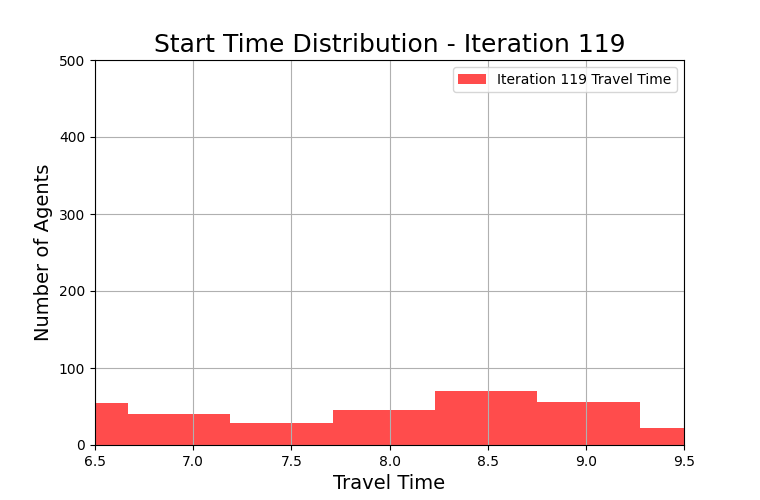 Start Time Distribution - Iteration 119
Iteration 119 Travel Time
Number of Agents
500
400
300
200
100
0
6.5 7.0 7.5 8.0 8.5 9.0 9.5
Travel Time